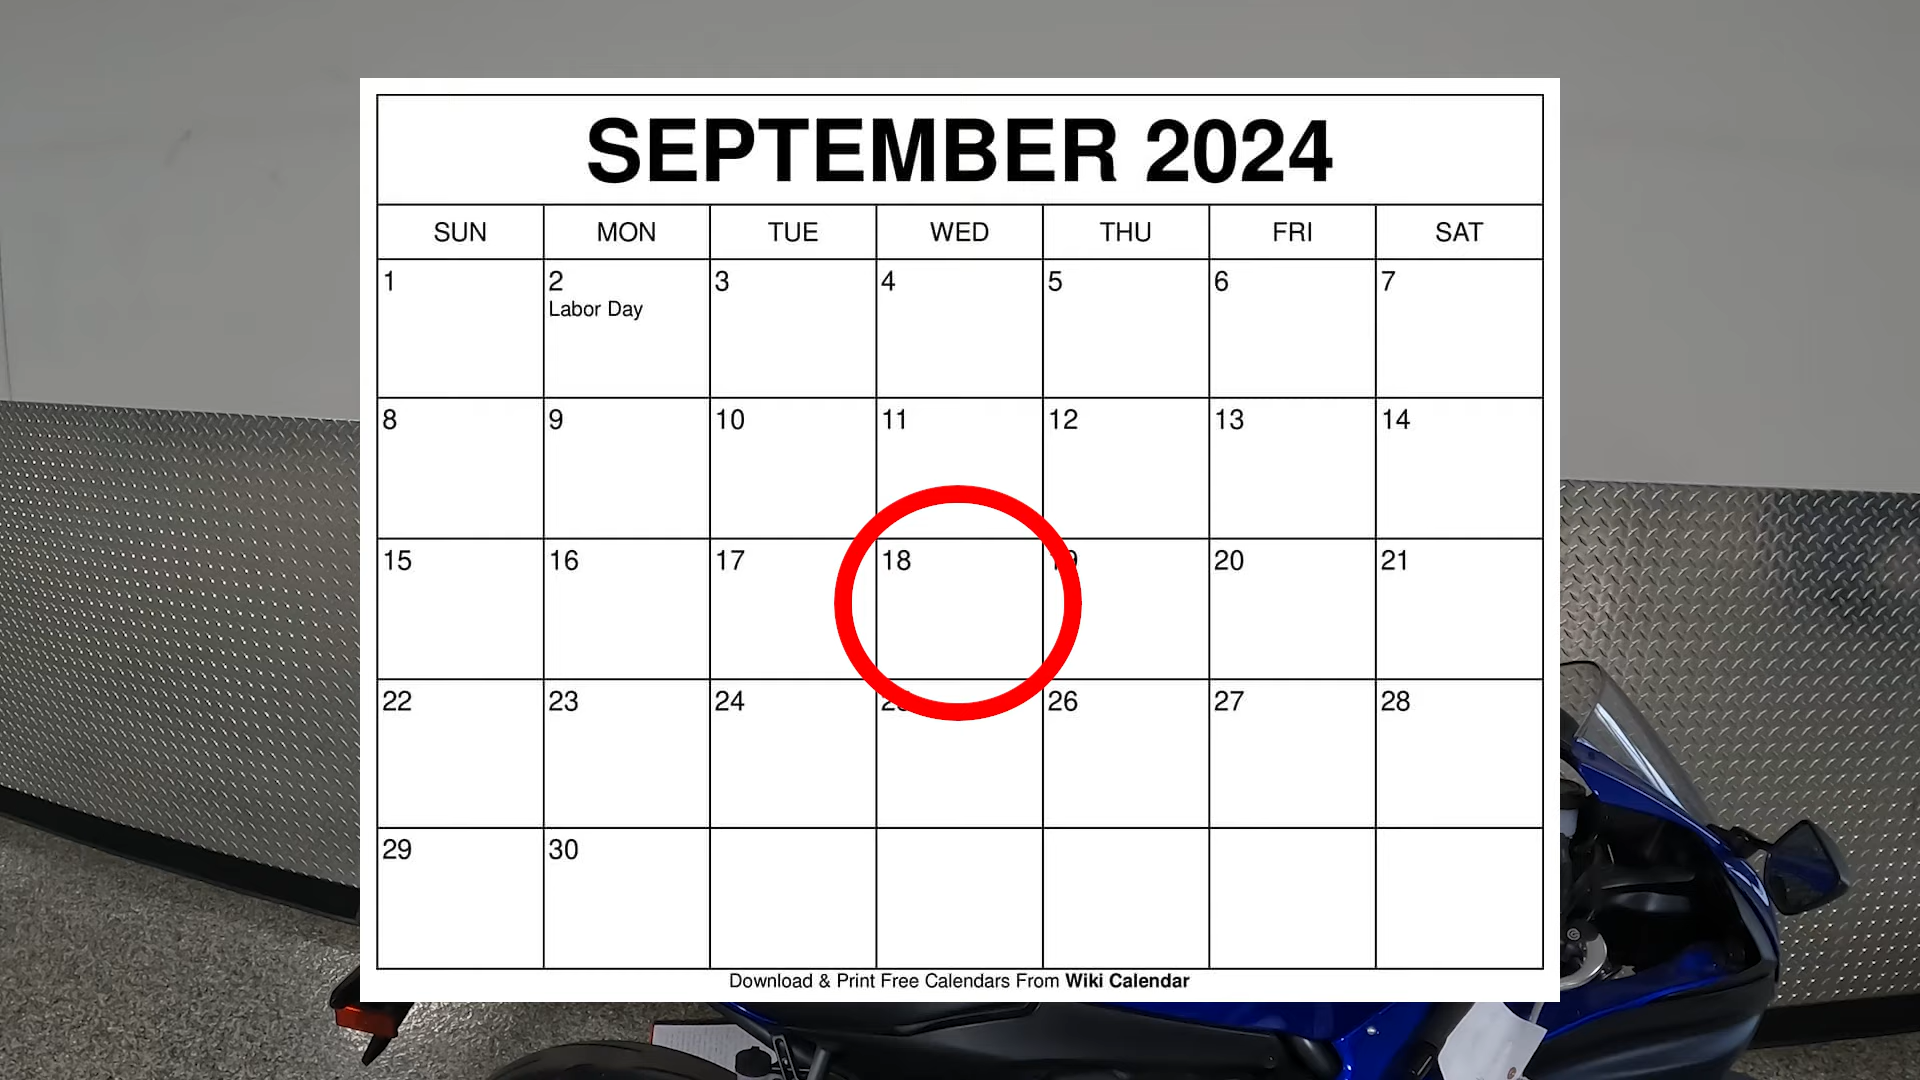 SEPTEMBER 2024
SUN MON TUE WED THU FRI SAT
1 2 3 4 5 6 7
Labor Day
8 9 10 11 12 13 14
15 16 17 18 19 20 21
22 23 24 25 26 27 28
29 30
Download & Print Free Calendars From Wiki Calendar